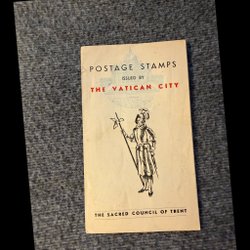 POSTAGE STAMPS
ISSUED BY
THE VATICAN CITY
THE SACRED COUNCIL OF TRENT